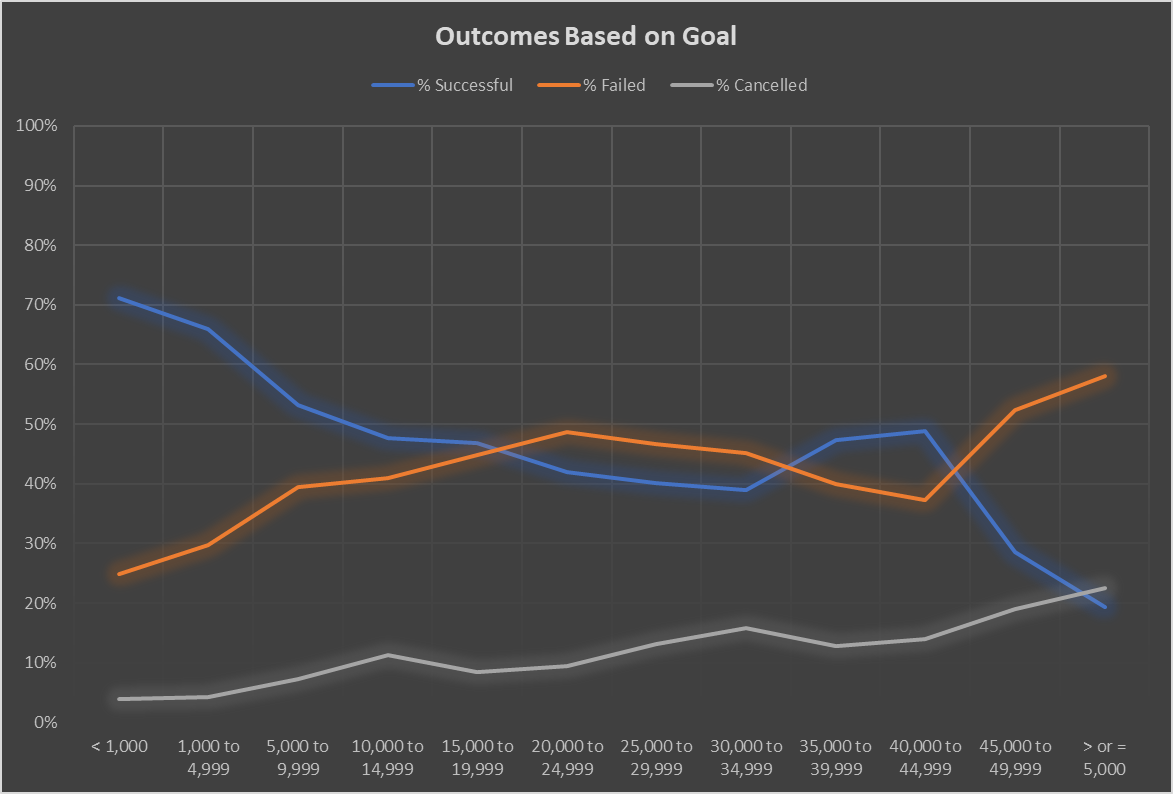 Outcomes Based on Goal
% Successful % Failed % Cancelled
100%
90%
80%
70%
60%
50%
40%
30%
20%
10%
0%
< 1,000 1,000 to 5,000 to 10,000 to 15,000 to 20,000 to 25,000 to 30,000 to 35,000 to 40,000 to 45,000 to > or =
4,999 9,999 14,999 19,999 24,999 29,999 34,999 39,999 44,999 49,999 5,000